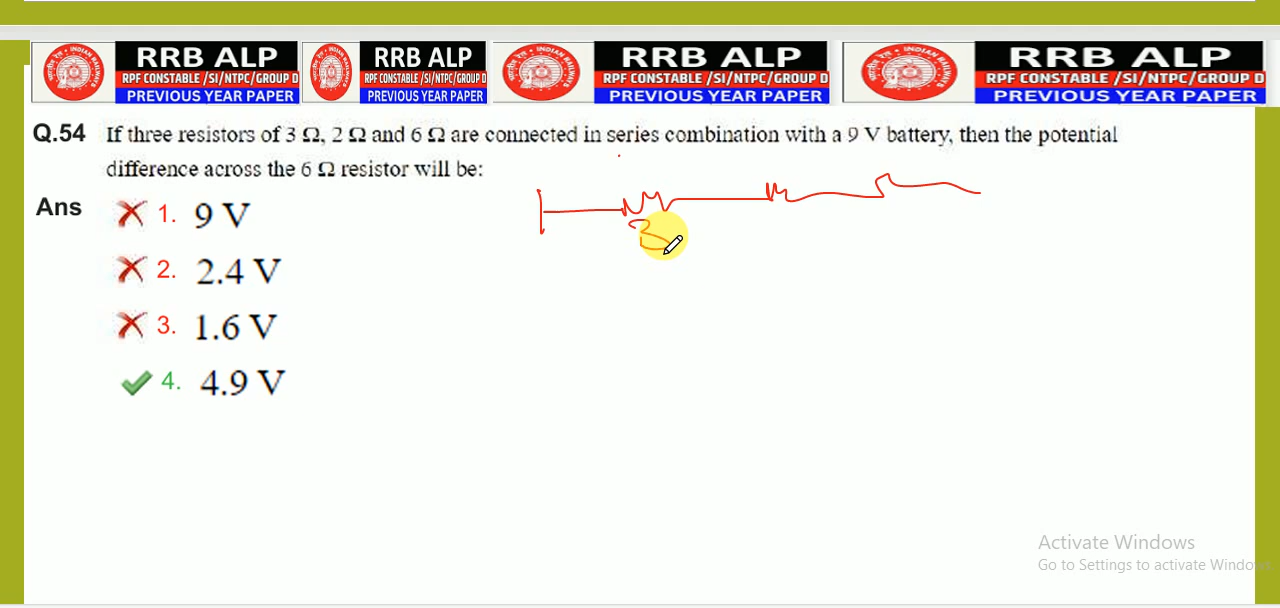 RRB ALP RRB ALP RRB ALP RRB ALP
RPF CONSTABLE /SI/NTPC/GROUP D RPF CONSTABLE /SI/NTPC/GROUP D RPF CONSTABLE /SI/NTPC/GROUP D RPF CONSTABLE /SI/NTPC/GROUP D
PREVIOUS YEAR PAPER PREVIOUS YEAR PAPER PREVIOUS YEAR PAPER PREVIOUS YEAR PAPER
Q.54 If three resistors of 3 Ω, 2 Ω and 6 Ω are connected in series combination with a 9 V battery, then the potential
difference across the 6 Ω resistor will be:
Ans 1. 9 V
2. 2.4 V
3. 1.6 V
4. 4.9 V
3
Activate Windows
Go to Settings to activate Windows